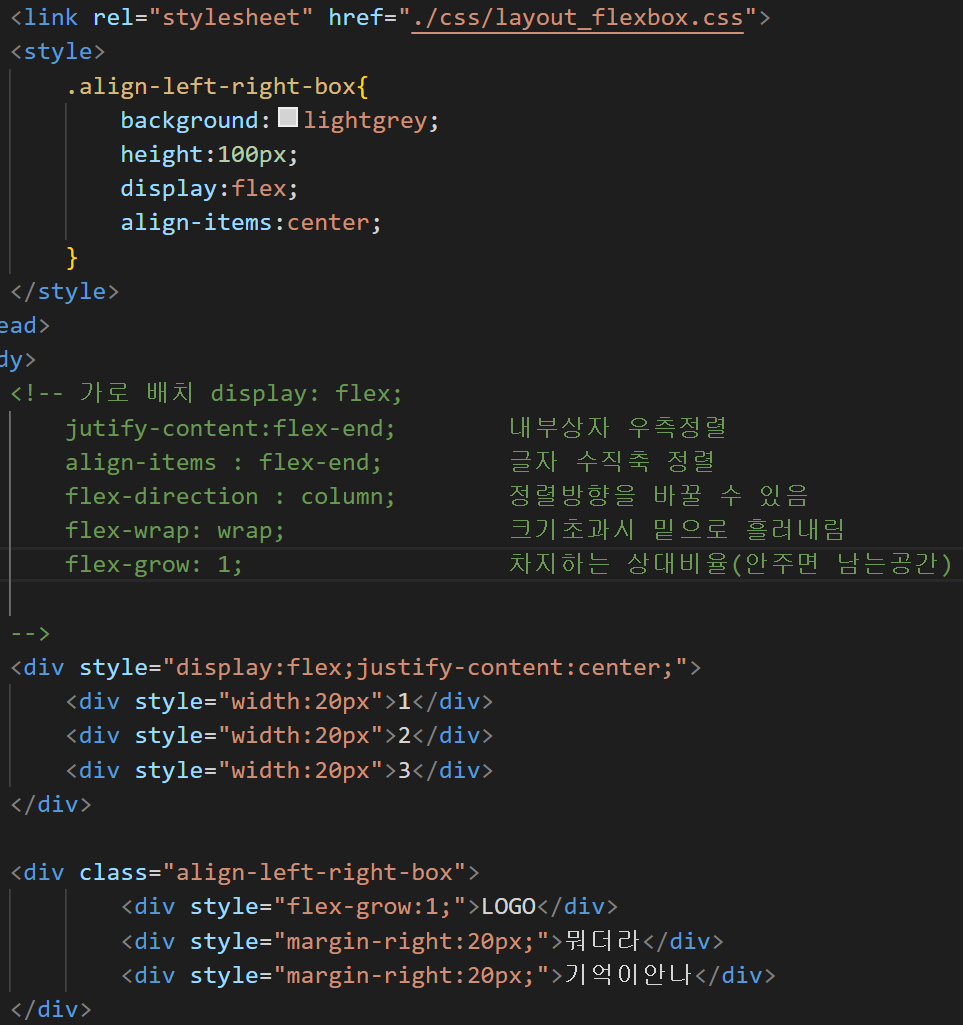 <link rel="stylesheet" href="./css/layout_flexbox.css">
<style>
.align-left-right-box{
background:lightgrey;
height:100px;
display:flex;
align-items:center;
}
</style>
ead>
dy>
<!-- 가로 배치 display: flex;
jutify-content:flex-end; 내부상자 우측정렬
align-items : flex-end; 글자 수직축 정렬
flex-direction : column; 정렬방향을 바꿀 수 있음
flex-wrap: wrap; 크기초과시 밑으로 흘러내림
flex-grow: 1; 차지하는 상대비율(안주면 남는공간)
-->
<div style="display:flex;justify-content:center;">
<div style="width:20px">1</div>
<div style="width:20px">2</div>
<div style="width:20px">3</div>
</div>
<div class="align-left-right-box">
<div style="flex-grow:1;">LOGO</div>
<div style="margin-right:20px;">뭐더라</div>
<div style="margin-right:20px;">기억이안나</div>
</div>